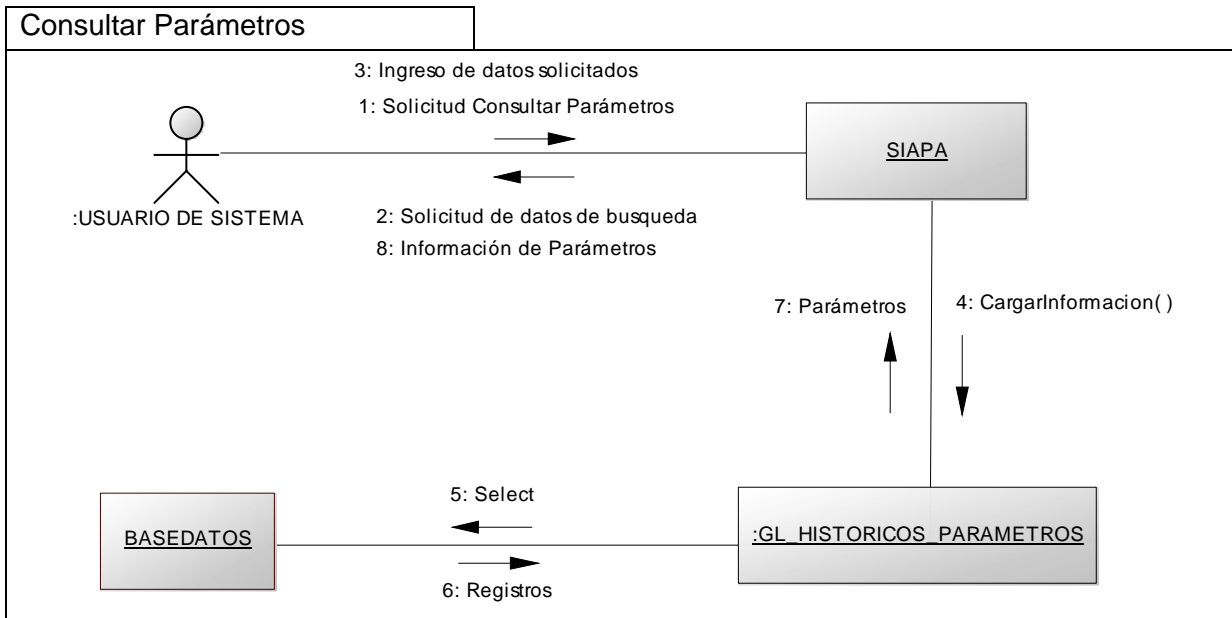 Consultar Parámetros
3: Ingreso de datos solicitados
1: Solicitud Consultar Parámetros
SIAPA
:USUARIO DE SISTEMA
2: Solicitud de datos de busqueda
8: Información de Parámetros
7: Parámetros
4: CargarInformacion( )
5: Select
BASEDATOS
:GL_HISTORICOS_PARAMETROS
6: Registros